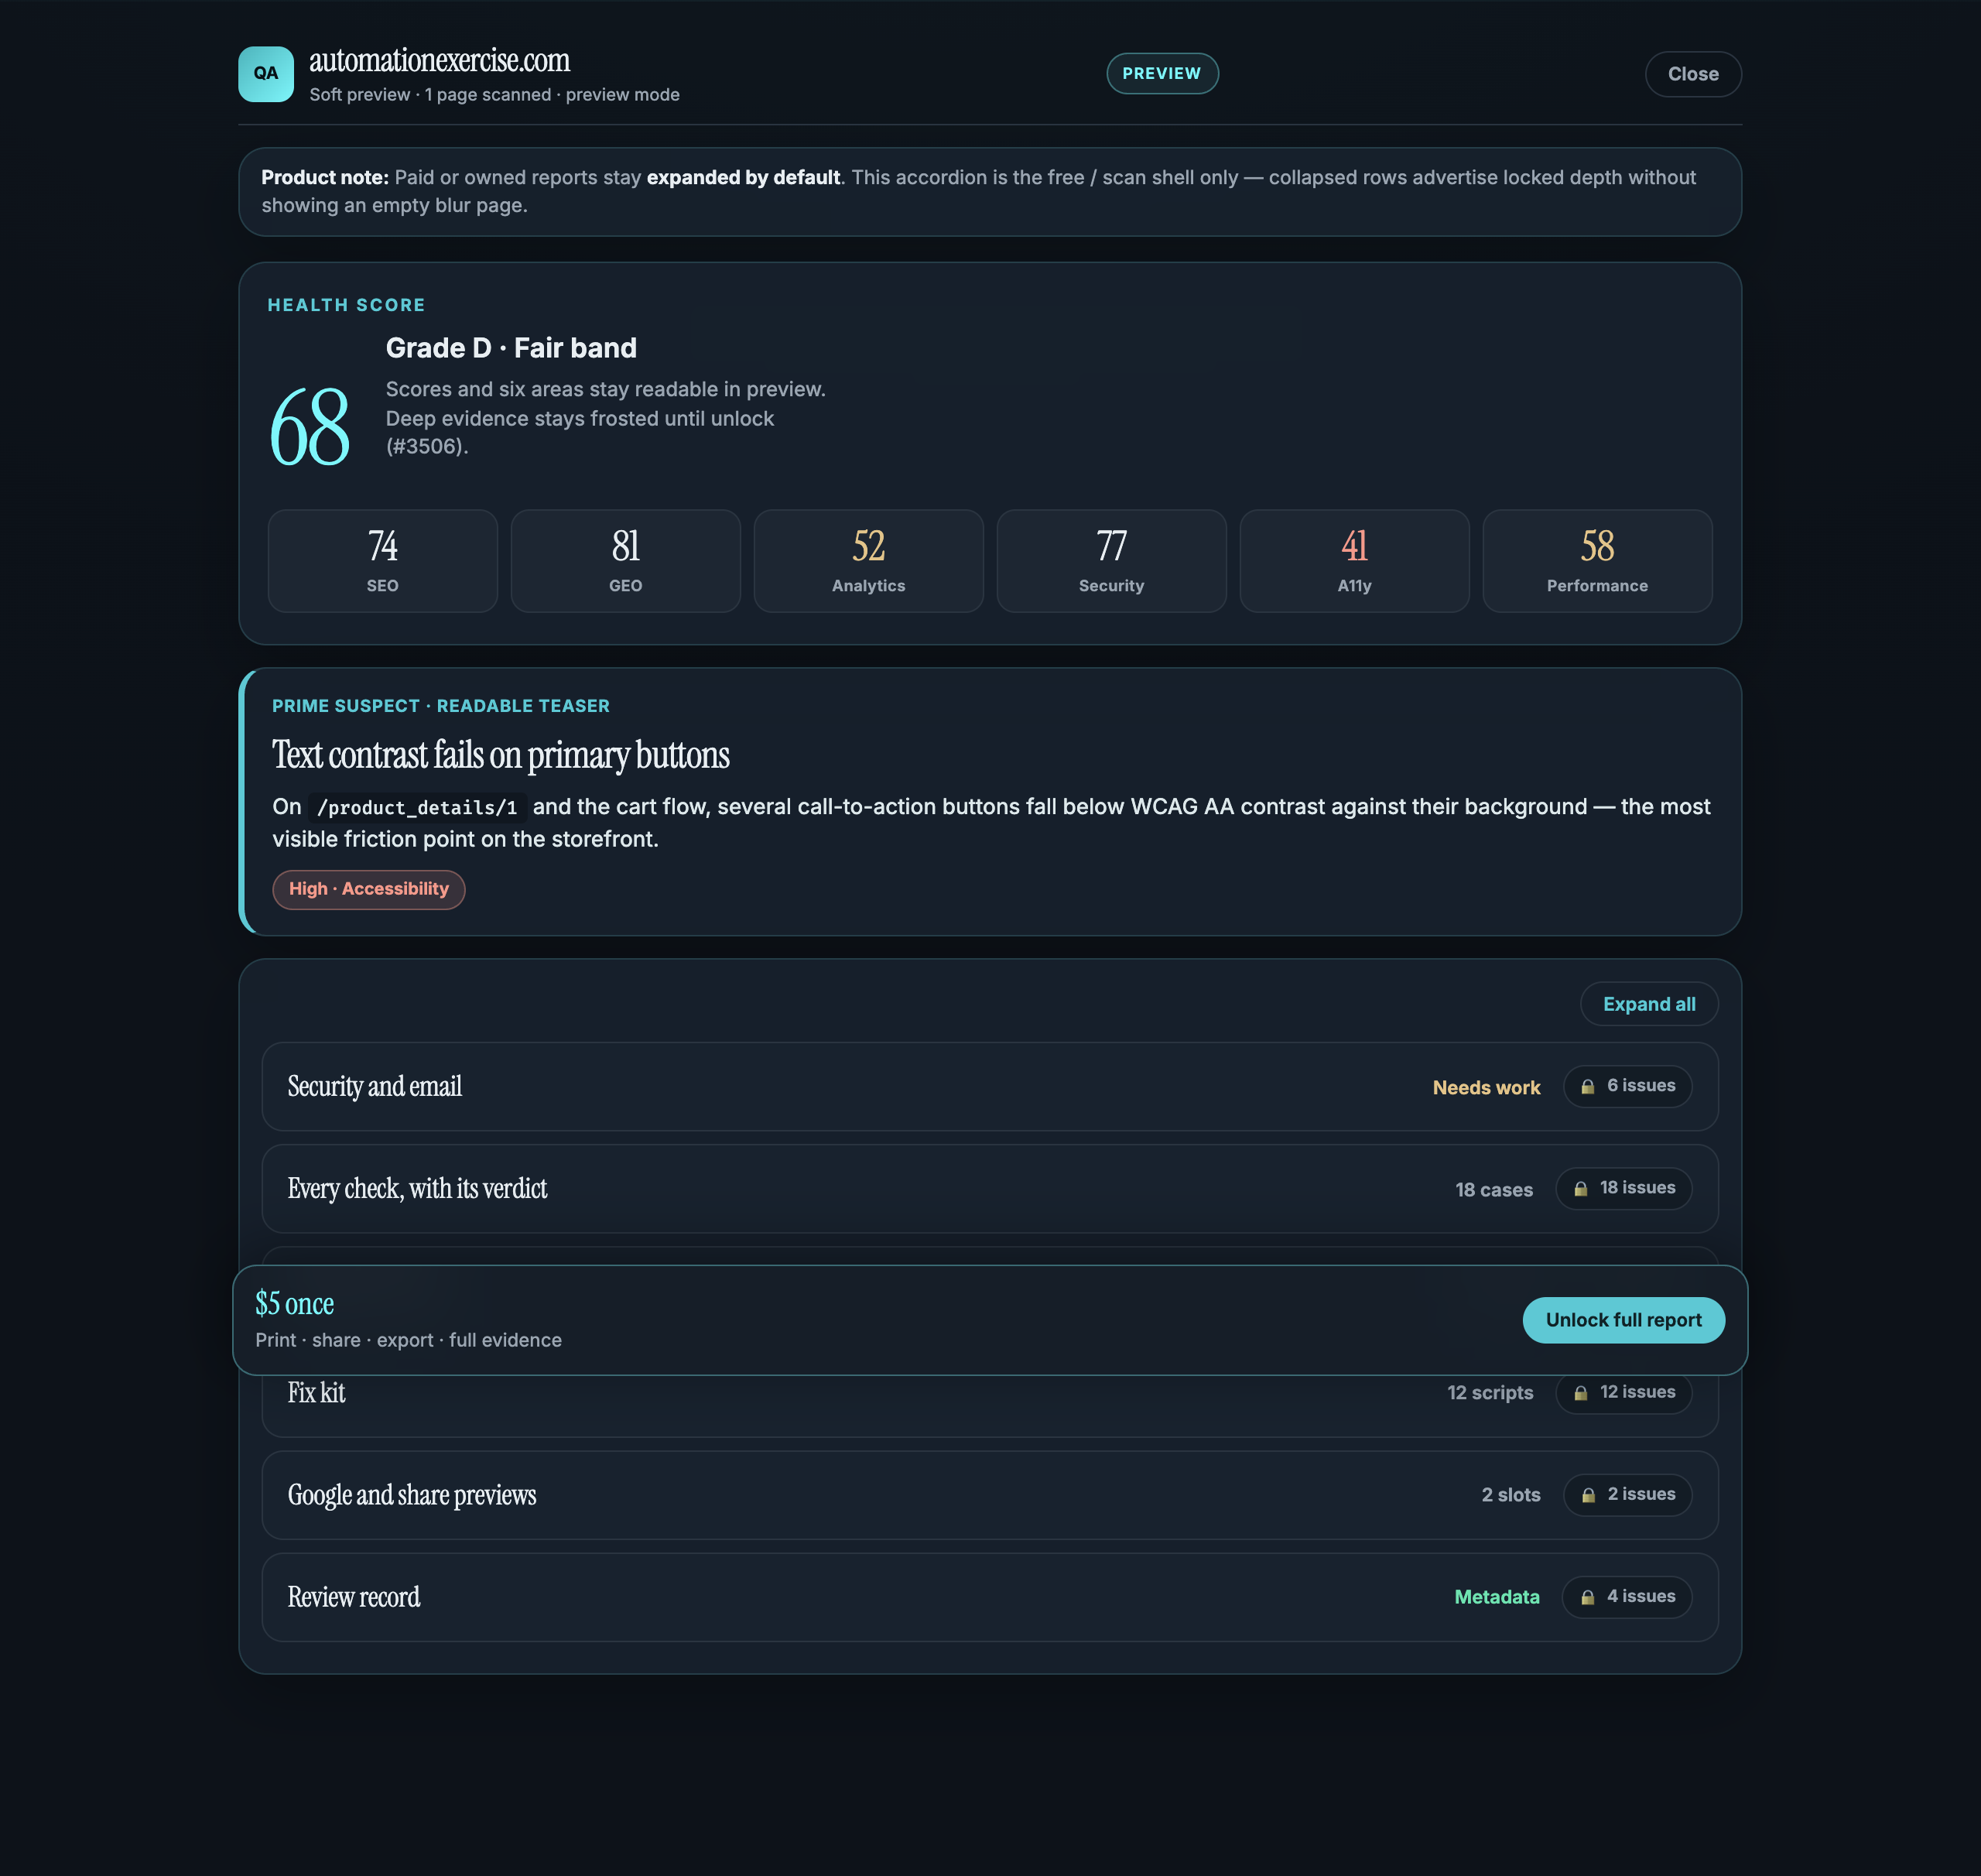 QA
automationexercise.com
Soft preview · 1 page scanned · preview mode
PREVIEW
Close
Product note: Paid or owned reports stay expanded by default. This accordion is the free / scan shell only — collapsed rows advertise locked depth without
showing an empty blur page.
HEALTH SCORE
68
Grade D · Fair band
Scores and six areas stay readable in preview.
Deep evidence stays frosted until unlock
(#3506).
74
SEO
81
GEO
52
Analytics
77
Security
41
A11y
58
Performance
PRIME SUSPECT · READABLE TEASER
Text contrast fails on primary buttons
On /product_details/1 and the cart flow, several call-to-action buttons fall below WCAG AA contrast against their background — the most
visible friction point on the storefront.
High · Accessibility
Expand all
Security and email Needs work 🔒 6 issues
Every check, with its verdict 18 cases 🔒 18 issues
$5 once
Print · share · export · full evidence
Unlock full report
Fix kit 12 scripts 🔒 12 issues
Google and share previews 2 slots 🔒 2 issues
Review record Metadata 🔒 4 issues